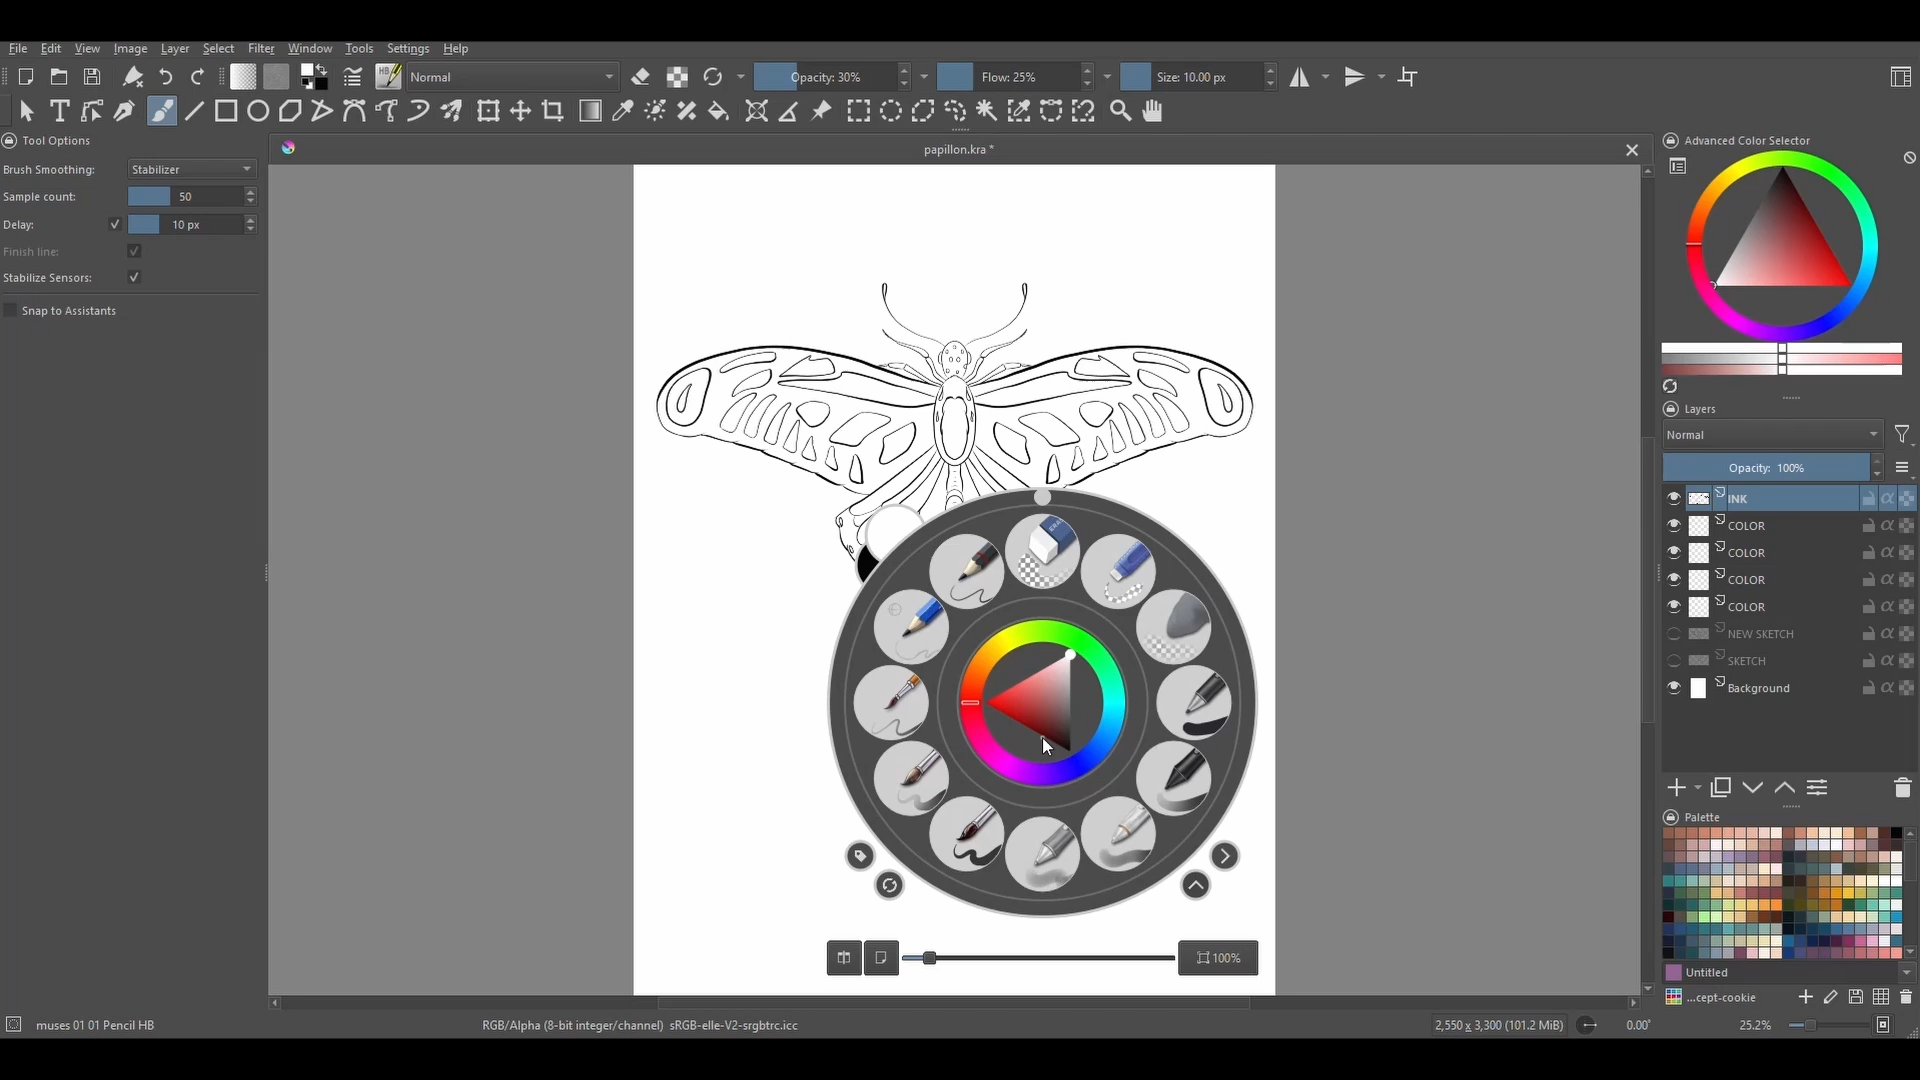 File Edit View Image Layer Select Filter Window Tools Settings Help
HB Normal Opacity: 30% Flow: 25% Size: 10.00 px
Tool Options
Brush Smoothing: Stabilizer
Sample count: 50
Delay: 10 px
Finish line:
Stabilize Sensors:
Snap to Assistants
papillon.kra *
100%
Advanced Color Selector
Layers
Normal
Opacity: 100%
INK
COLOR
COLOR
COLOR
COLOR
NEW SKETCH
SKETCH
Background
Palette
Untitled
...cept-cookie
muses 01 01 Pencil HB RGB/Alpha (8-bit integer/channel) sRGB-elle-V2-srgbtrc.icc 2,550 x 3,300 (101.2 MiB) 0.00° 25.2%